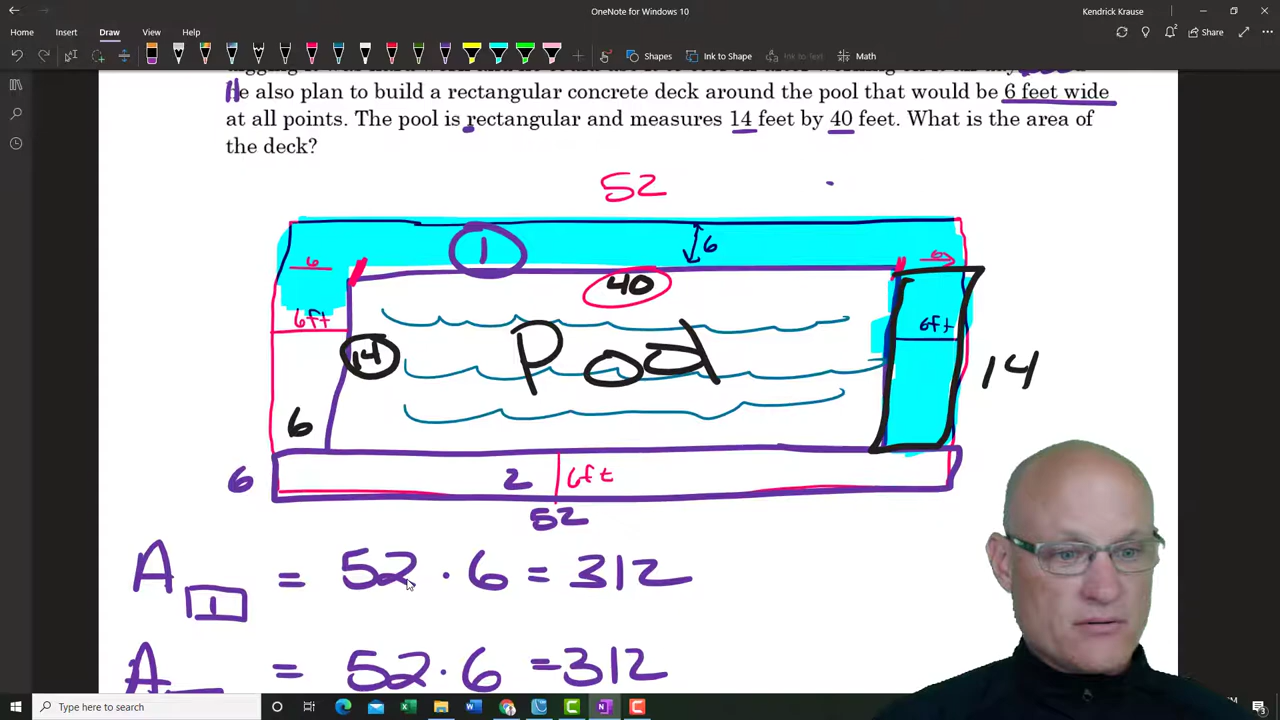 OneNote for Windows 10
Kendrick Krause
Home Insert Draw View Help
Share
Shapes Ink to Shape Ink to Text Math
he also plan to build a rectangular concrete deck around the pool that would be 6 feet wide
at all points. The pool is rectangular and measures 14 feet by 40 feet. What is the area of
the deck?
52
1
6
6
6
40
6ft
6ft
14
Pool
14
6
6
2
6ft
52
A 1 = 52 · 6 = 312
A = 52 · 6 = 312
Type here to search